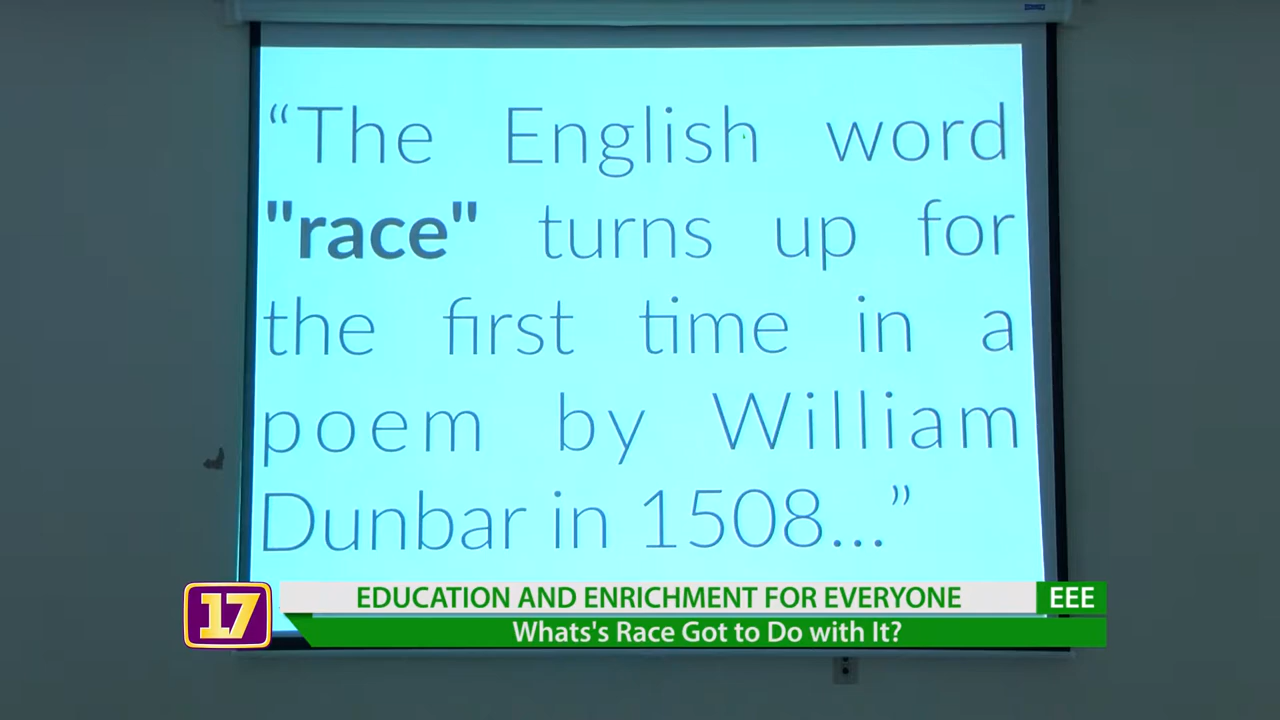 “The English word
"race" turns up for
the first time in a
poem by William
Dunbar in 1508...”
17
EDUCATION AND ENRICHMENT FOR EVERYONE
EEE
Whats's Race Got to Do with It?